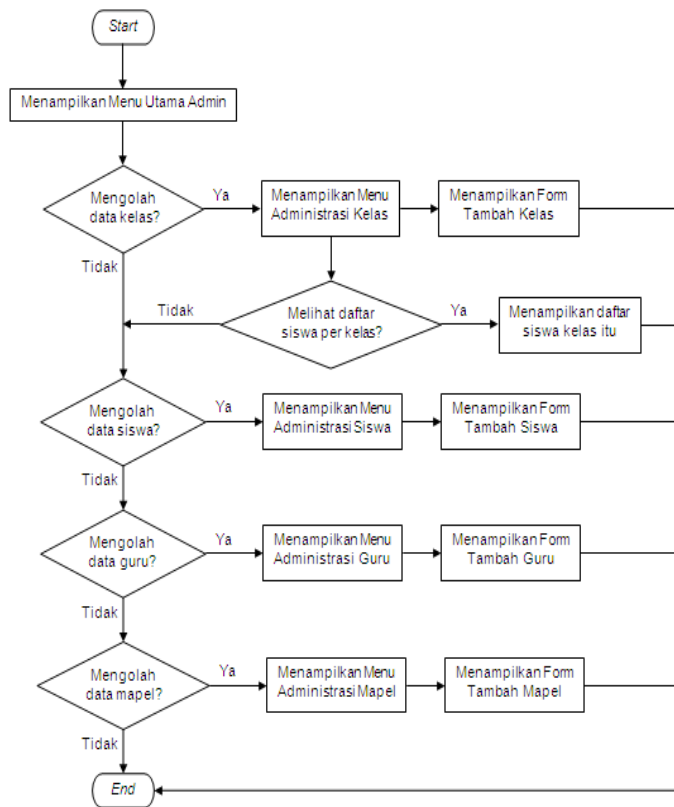 Start
Menampilkan Menu Utama Admin
Mengolah
data kelas?
Ya
Menampilkan Menu
Administrasi Kelas
Menampilkan Form
Tambah Kelas
Tidak
Tidak
Melihat daftar
siswa per kelas?
Ya
Menampilkan daftar
siswa kelas itu
Mengolah
data siswa?
Ya
Menampilkan Menu
Administrasi Siswa
Menampilkan Form
Tambah Siswa
Tidak
Mengolah
data guru?
Ya
Menampilkan Menu
Administrasi Guru
Menampilkan Form
Tambah Guru
Tidak
Mengolah
data mapel?
Ya
Menampilkan Menu
Administrasi Mapel
Menampilkan Form
Tambah Mapel
Tidak
End